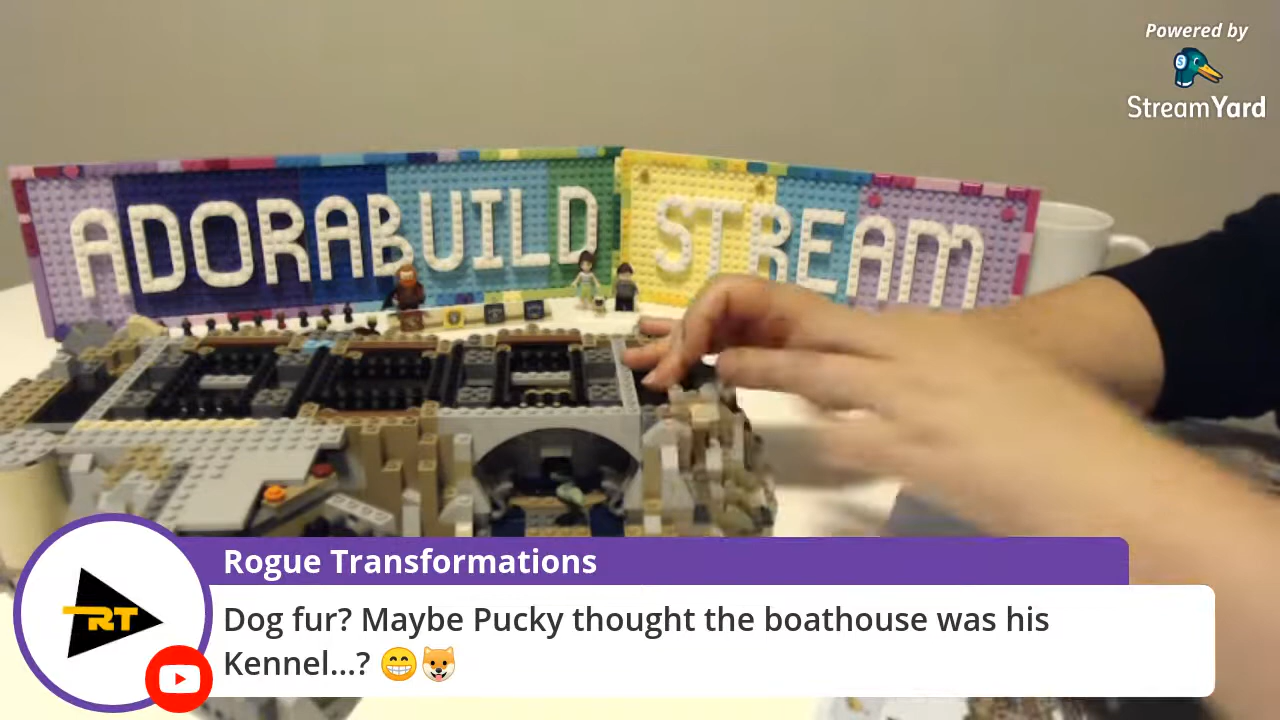 Powered by
StreamYard
ADORABUILD STREAM
RT
Rogue Transformations
Dog fur? Maybe Pucky thought the boathouse was his
Kennel...? 😁🐶